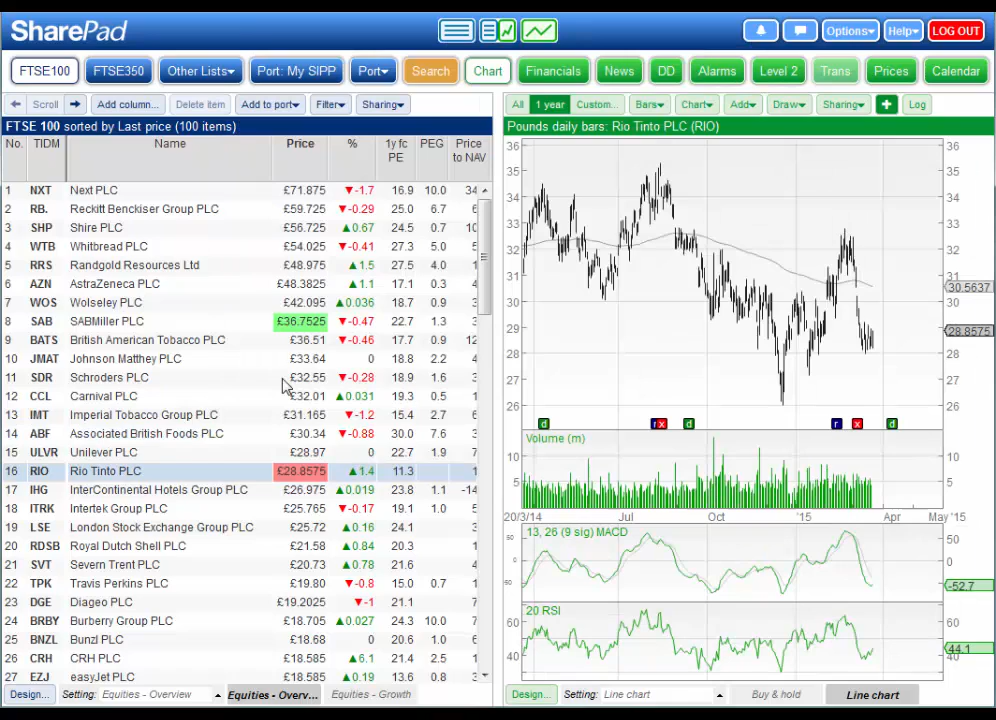 SharePad
Options▾ Help▾ LOG OUT
FTSE100 FTSE350 Other Lists▾ Port: My SIPP Port▾ Search Chart Financials News DD Alarms Level 2 Trans Prices Calendar
Scroll Add column... Delete item Add to port▾ Filter▾ Sharing▾ All 1 year Custom... Bars▾ Chart▾ Add▾ Draw▾ Sharing▾ + Log
FTSE 100 sorted by Last price (100 items)
No. TIDM Name Price % 1y fc PE PEG Price to NAV
1 NXT Next PLC £71.875 ▼-1.7 16.9 10.0 34
2 RB. Reckitt Benckiser Group PLC £59.725 ▼-0.29 25.0 6.7 6
3 SHP Shire PLC £56.725 ▲0.67 24.5 0.7 10
4 WTB Whitbread PLC £54.025 ▼-0.41 27.3 5.0
5 RRS Randgold Resources Ltd £48.975 ▲1.5 27.5 4.0
6 AZN AstraZeneca PLC £48.3825 ▲1.1 17.1 0.3
7 WOS Wolseley PLC £42.095 ▲0.036 18.7 0.9
8 SAB SABMiller PLC £36.7525 ▼-0.47 22.7 1.3
9 BATS British American Tobacco PLC £36.51 ▼-0.46 17.7 0.9 12
10 JMAT Johnson Matthey PLC £33.64 0 18.8 2.2
11 SDR Schroders PLC £32.55 ▼-0.28 18.9 1.6
12 CCL Carnival PLC £32.01 ▲0.031 19.3 0.5
13 IMT Imperial Tobacco Group PLC £31.165 ▼-1.2 15.4 2.7
14 ABF Associated British Foods PLC £30.34 ▼-0.88 30.0 7.6
15 ULVR Unilever PLC £28.97 0 22.7 1.9
16 RIO Rio Tinto PLC £28.8575 ▲1.4 11.3
17 IHG InterContinental Hotels Group PLC £26.975 ▲0.019 23.8 1.1 -14
18 ITRK Intertek Group PLC £25.765 ▼-0.17 19.1 1.0
19 LSE London Stock Exchange Group PLC £25.72 ▲0.16 24.1
20 RDSB Royal Dutch Shell PLC £21.58 ▲0.84 20.3
21 SVT Severn Trent PLC £20.73 ▲0.78 21.6
22 TPK Travis Perkins PLC £19.80 ▼-0.8 15.0 0.7
23 DGE Diageo PLC £19.2025 ▼-1 21.1
24 BRBY Burberry Group PLC £18.705 ▲0.027 24.3 10.0
25 BNZL Bunzl PLC £18.68 0 20.6 1.0
26 CRH CRH PLC £18.585 ▲6.1 21.4 2.5
27 EZJ easyJet PLC £18.585 ▲0.19 13.6 0.8
Design... Setting: Equities - Overview Equities - Overv... Equities - Growth
Pounds daily bars: Rio Tinto PLC (RIO)
36 36
35 35
34 34
33 33
32 32
31 31
30.5637
30 30
29 28.8575
28 28
27 27
26 26
d r x d r x d
Volume (m)
10 10
5 5
20/3/14 Jul Oct '15 Apr May '15
13, 26 (9 sig) MACD
50 50
0 0
50 -52.7
20 RSI
60 60
40 44.1
40
Design... Setting: Line chart Buy & hold Line chart